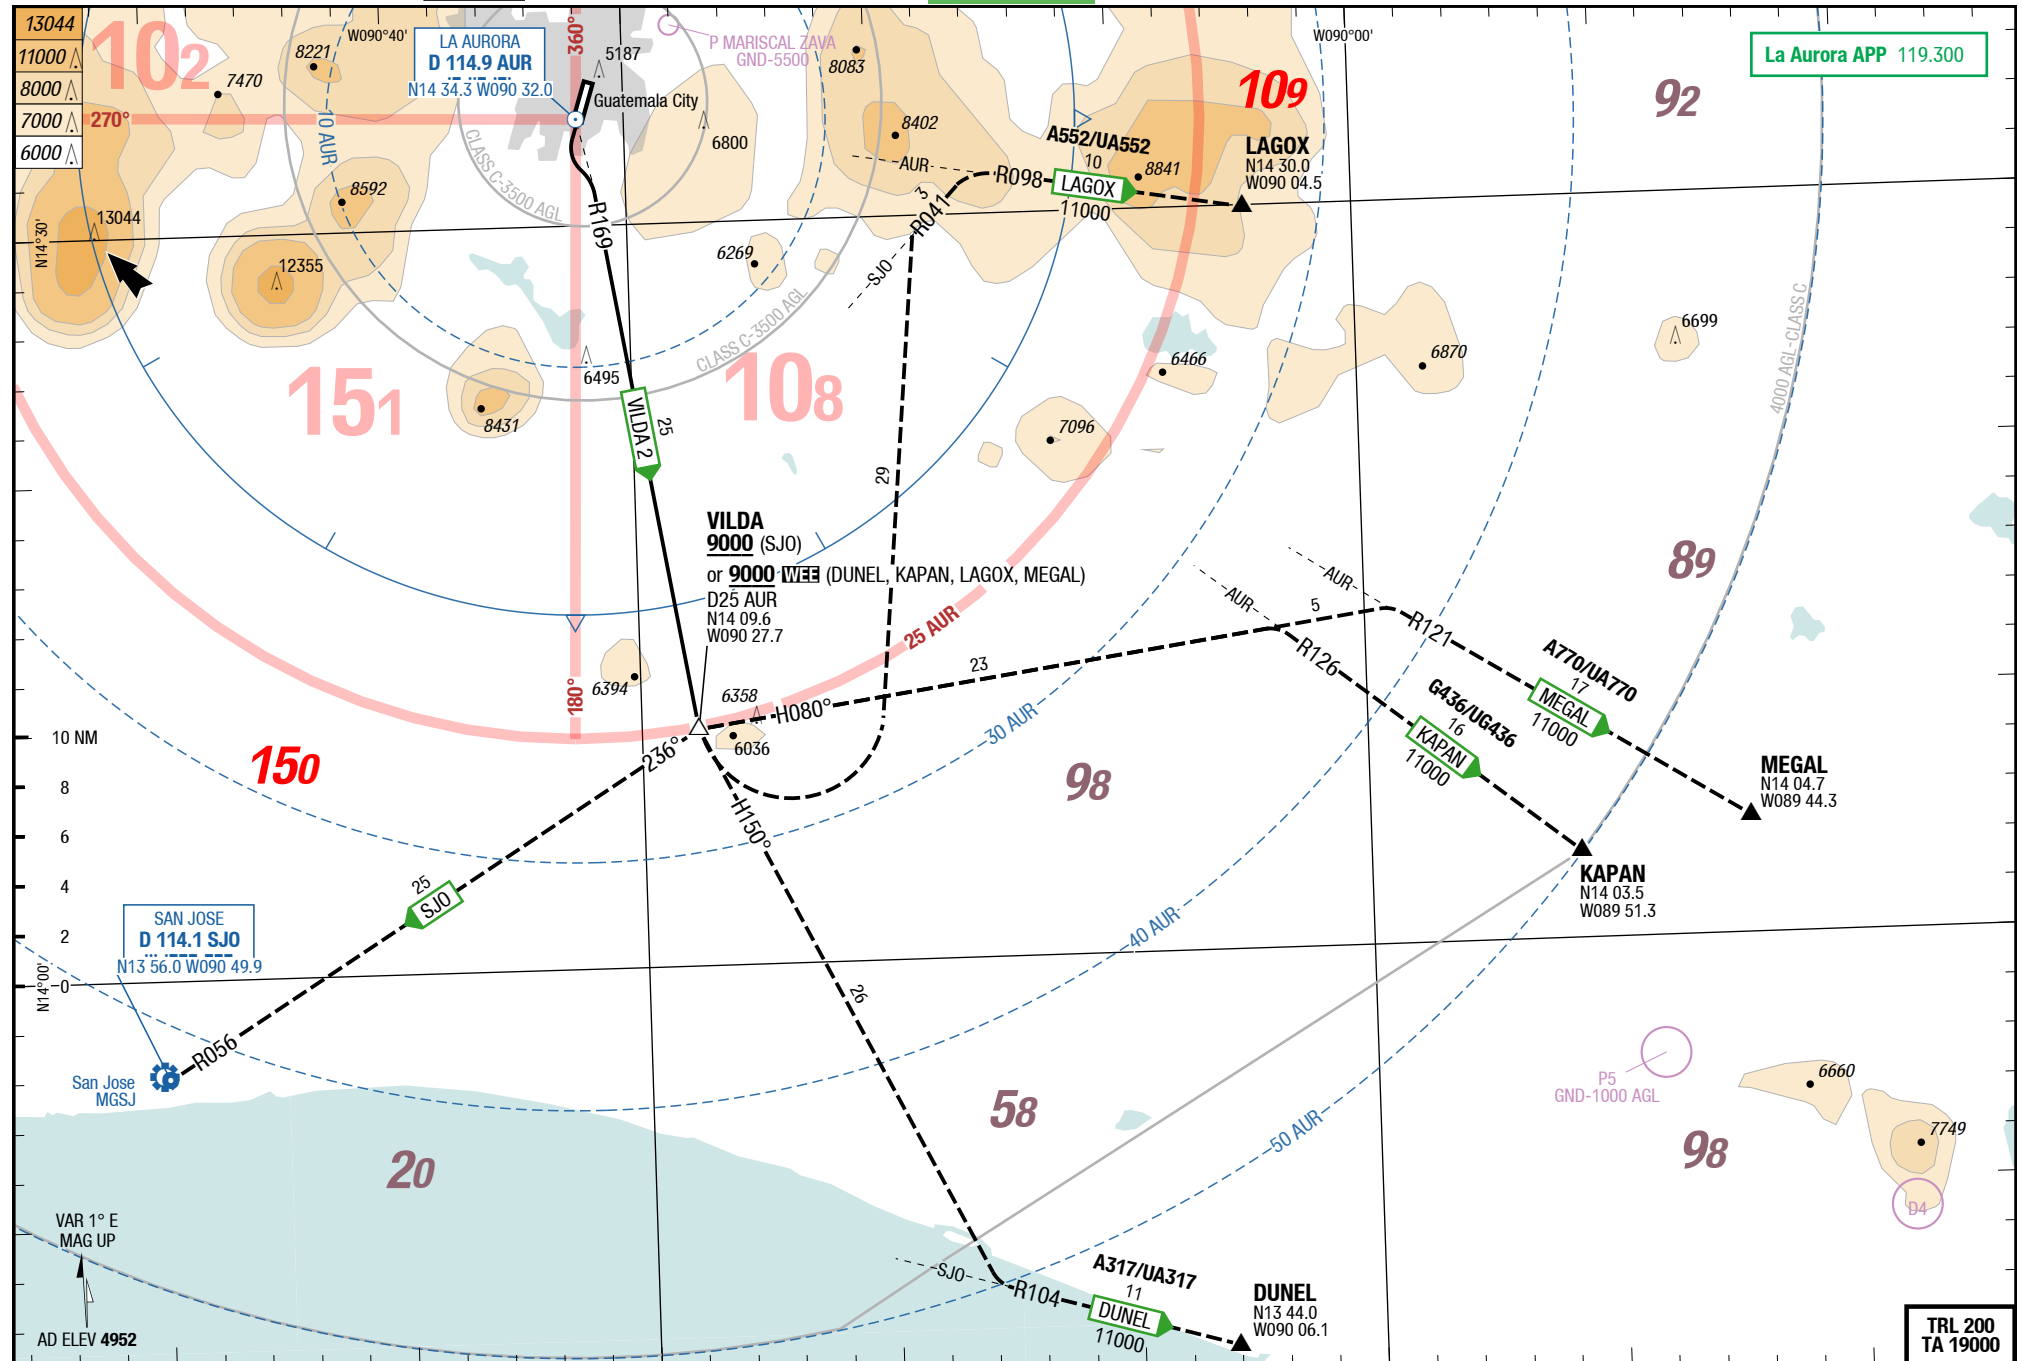 13044
11000
8000
7000
6000
102
8221
W090°40'
7470
270°
10 AUR
LA AURORA
D 114.9 AUR
N14 34.3 W090 32.0
360°
5187
Guatemala City
P MARISCAL ZAVA
GND-5500
8083
8402
6800
CLASS C-3500 AGL
109
W090°00'
92
La Aurora APP 119.300
A552/UA552
10
LAGOX
11000
8841
LAGOX
N14 30.0
W090 04.5
AUR
R098
3
R041
SJO
8592
13044
N14°30'
12355
R169
6269
CLASS C-3500 AGL
4000 AGL-CLASS C
6699
6870
6466
6495
151
108
8431
VILDA 2
25
29
7096
VILDA
9000 (SJO)
or 9000 WEE (DUNEL, KAPAN, LAGOX, MEGAL)
D25 AUR
N14 09.6
W090 27.7
89
25 AUR
AUR
AUR
5
R121
R126
A770/UA770
17
MEGAL
11000
G436/UG436
16
KAPAN
11000
23
6394
180°
6358
H080°
6036
30 AUR
236°
10 NM
8
6
4
2
0
150
98
MEGAL
N14 04.7
W089 44.3
KAPAN
N14 03.5
W089 51.3
H150°
25
SJO
SAN JOSE
D 114.1 SJO
N13 56.0 W090 49.9
N14°00'
40 AUR
26
R056
San Jose
MGSJ
P5
GND-1000 AGL
6660
58
50 AUR
7749
98
20
D4
VAR 1° E
MAG UP
AD ELEV 4952
SJO
R104
A317/UA317
11
DUNEL
11000
DUNEL
N13 44.0
W090 06.1
TRL 200
TA 19000